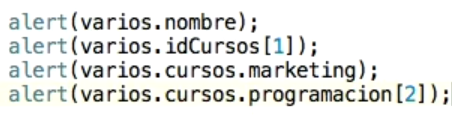 alert(varios.nombre);
alert(varios.idCursos[1]);
alert(varios.cursos.marketing);
alert(varios.cursos.programacion[2]);